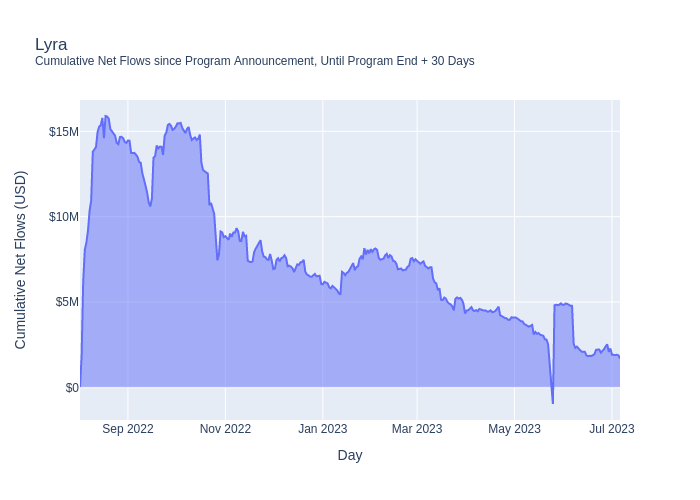 Lyra
Cumulative Net Flows since Program Announcement, Until Program End + 30 Days
Cumulative Net Flows (USD)
$15M
$10M
$5M
$0
Sep 2022 Nov 2022 Jan 2023 Mar 2023 May 2023 Jul 2023
Day